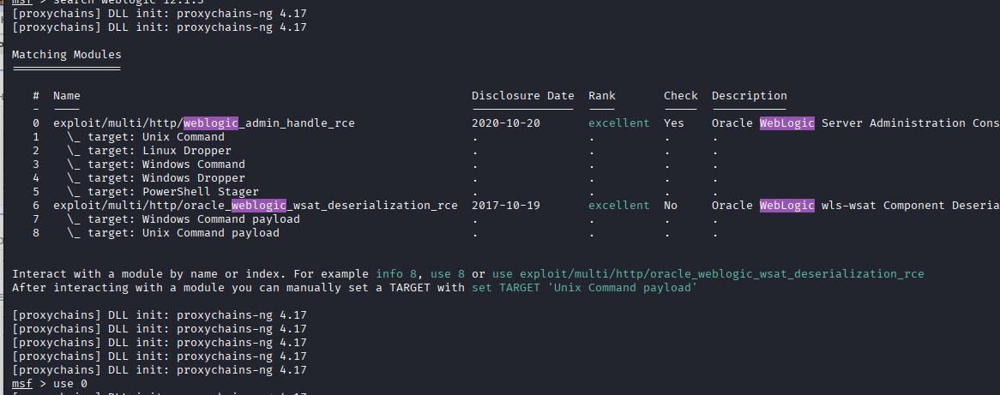 msf > search weblogic 12.1.3
[proxychains] DLL init: proxychains-ng 4.17
[proxychains] DLL init: proxychains-ng 4.17
Matching Modules
================
# Name Disclosure Date Rank Check Description
- ---- --------------- ---- ----- -----------
0 exploit/multi/http/weblogic_admin_handle_rce 2020-10-20 excellent Yes Oracle WebLogic Server Administration Cons
1 \_ target: Unix Command . . . .
2 \_ target: Linux Dropper . . . .
3 \_ target: Windows Command . . . .
4 \_ target: Windows Dropper . . . .
5 \_ target: PowerShell Stager . . . .
6 exploit/multi/http/oracle_weblogic_wsat_deserialization_rce 2017-10-19 excellent No Oracle WebLogic wls-wsat Component Deseria
7 \_ target: Windows Command payload . . . .
8 \_ target: Unix Command payload . . . .
Interact with a module by name or index. For example info 8, use 8 or use exploit/multi/http/oracle_weblogic_wsat_deserialization_rce
After interacting with a module you can manually set a TARGET with set TARGET 'Unix Command payload'
[proxychains] DLL init: proxychains-ng 4.17
[proxychains] DLL init: proxychains-ng 4.17
[proxychains] DLL init: proxychains-ng 4.17
[proxychains] DLL init: proxychains-ng 4.17
[proxychains] DLL init: proxychains-ng 4.17
msf > use 0
[proxychains] DLL init: proxychains-ng 4.17